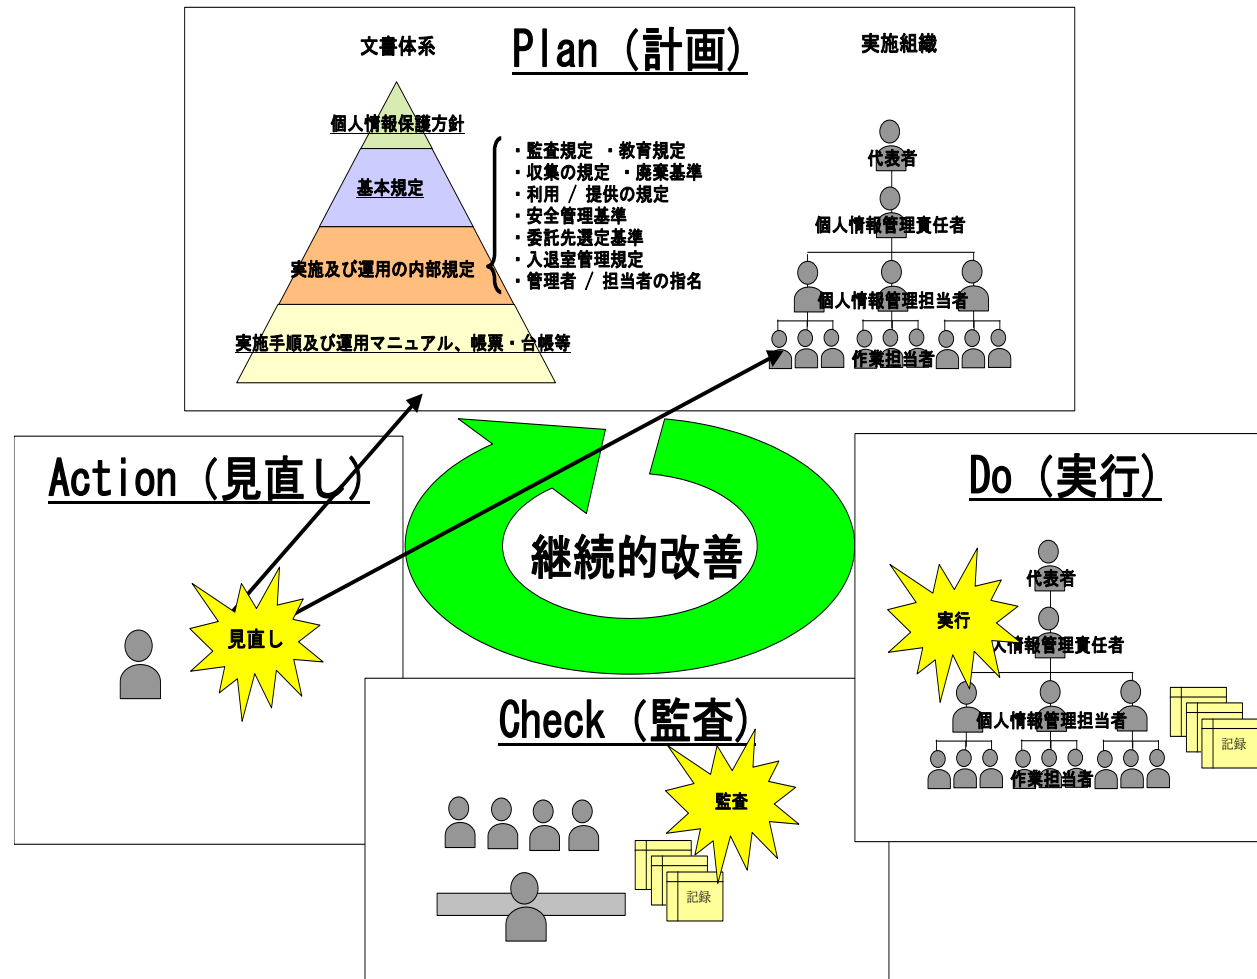 Plan (計画)
文書体系
実施組織
個人情報保護方針
基本規定
実施及び運用の内部規定
実施手順及び運用マニュアル、帳票・台帳等
・監査規定 ・教育規定
・収集の規定 ・廃棄基準
・利用 / 提供の規定
・安全管理基準
・委託先選定基準
・入退室管理規定
・管理者 / 担当者の指名
代表者
個人情報管理責任者
個人情報管理担当者
作業担当者
Action (見直し)
見直し
継続的改善
Do (実行)
実行
代表者
人情報管理責任者
個人情報管理担当者
作業担当者
記録
Check (監査)
監査
記録